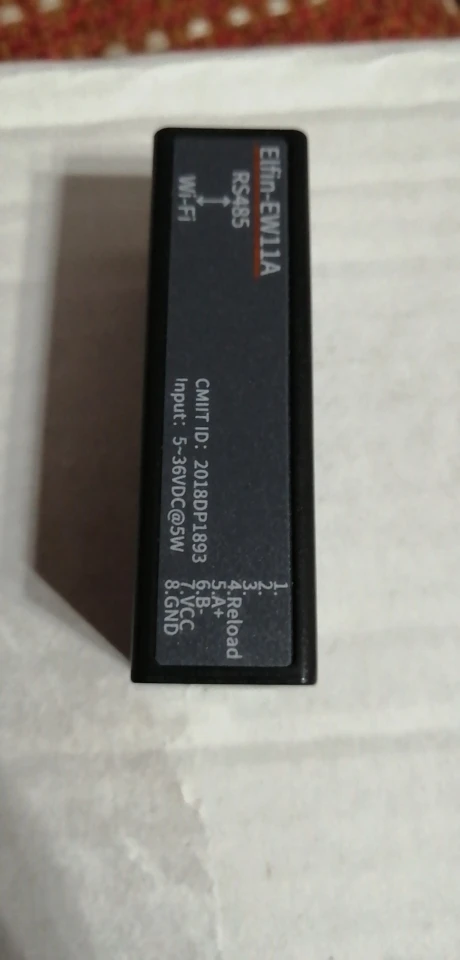 Elfin-EW11A
RS485
Wi-Fi
CMIIT ID: 2018DP1893
Input: 5~36VDC@5W
1.
2.
3.
4.Reload
5.A+
6.B-
7.VCC
8.GND